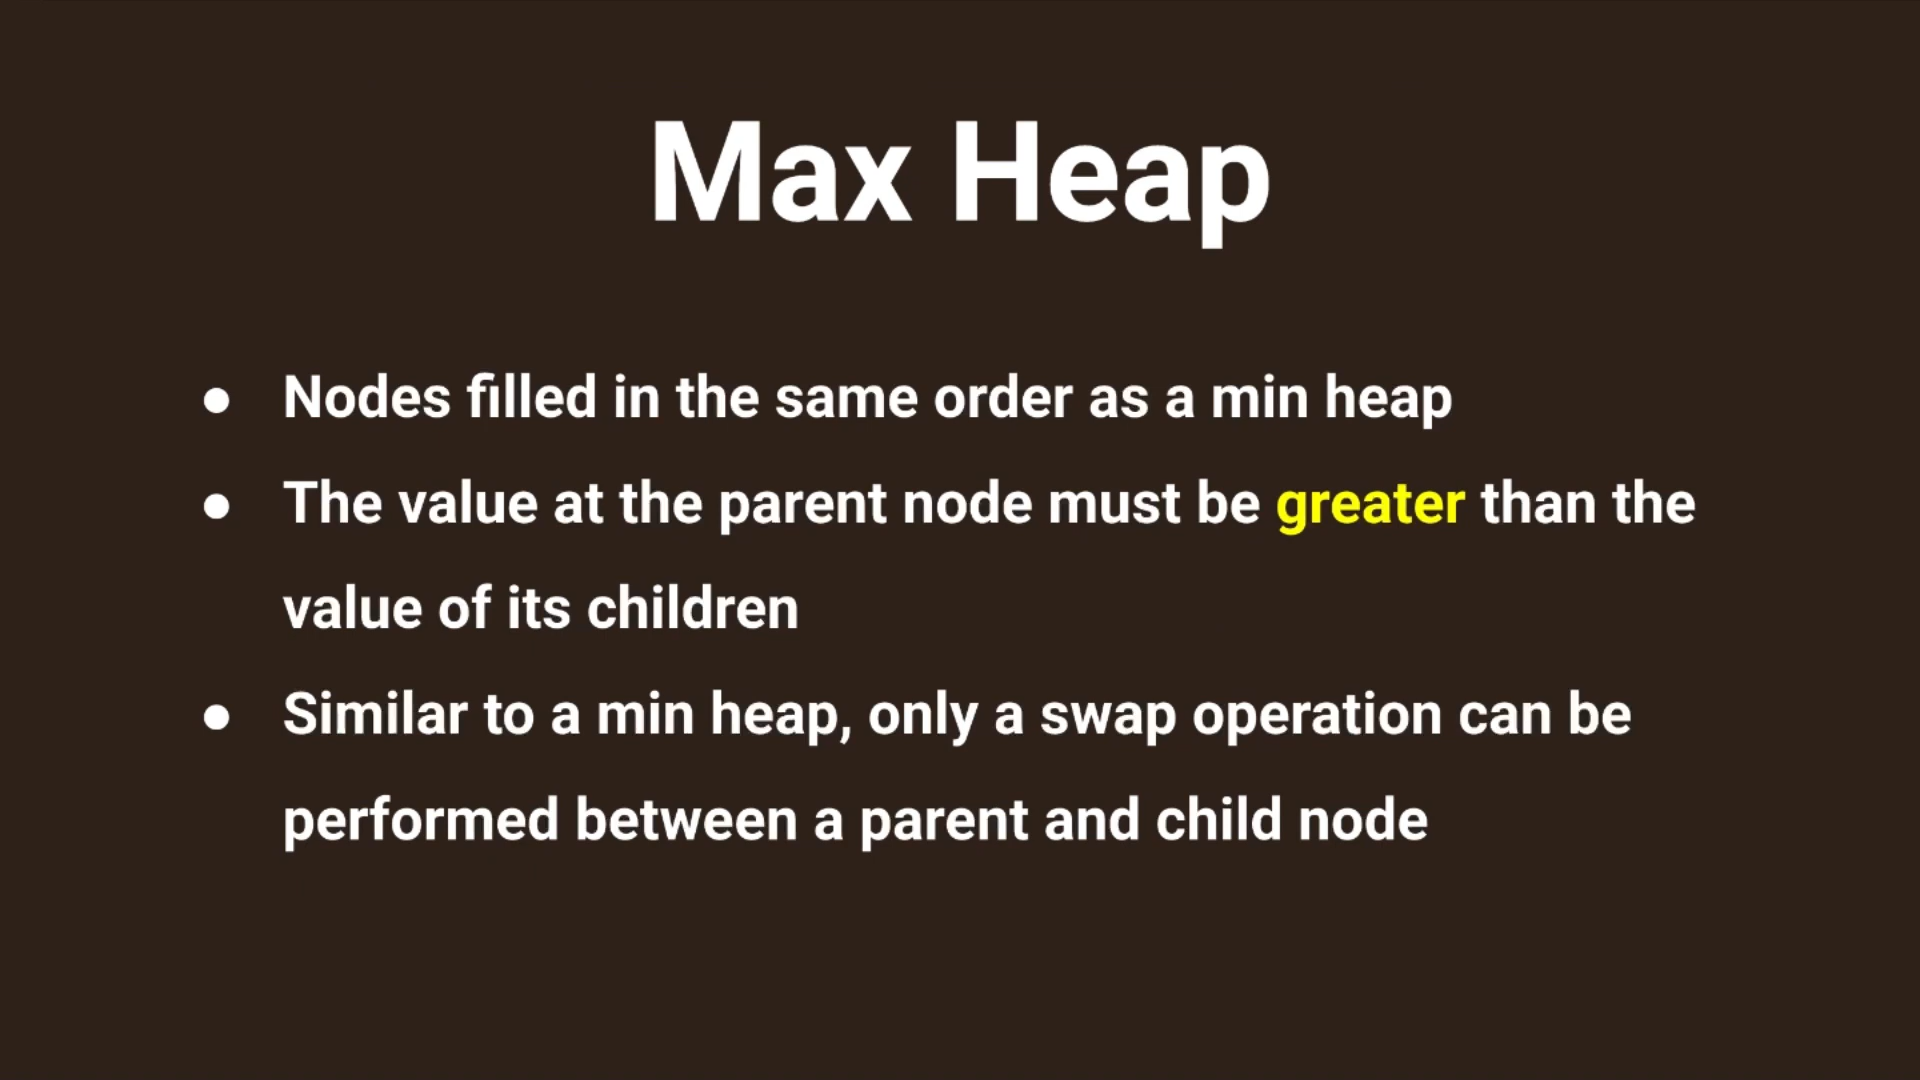 Max Heap
● Nodes filled in the same order as a min heap
● The value at the parent node must be greater than the
value of its children
● Similar to a min heap, only a swap operation can be
performed between a parent and child node